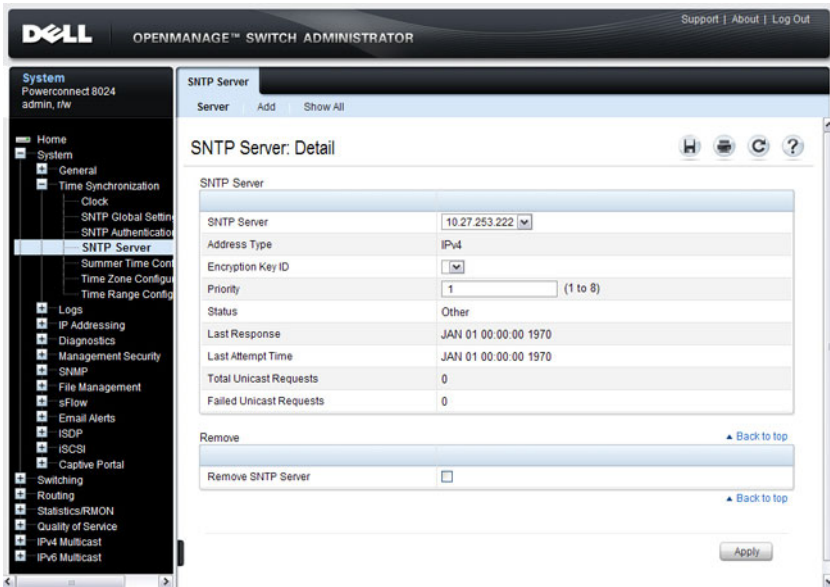 Support | About | Log Out
DELL OPENMANAGE™ SWITCH ADMINISTRATOR
System
Powerconnect 8024
admin, r/w
Home
System
General
Time Synchronization
Clock
SNTP Global Settin
SNTP Authenticatio
SNTP Server
Summer Time Conf
Time Zone Configu
Time Range Config
Logs
IP Addressing
Diagnostics
Management Security
SNMP
File Management
sFlow
Email Alerts
ISDP
iSCSI
Captive Portal
Switching
Routing
Statistics/RMON
Quality of Service
IPv4 Multicast
IPv6 Multicast
SNTP Server
Server Add Show All
SNTP Server: Detail
SNTP Server
SNTP Server 10.27.253.222
Address Type IPv4
Encryption Key ID
Priority 1 (1 to 8)
Status Other
Last Response JAN 01 00:00:00 1970
Last Attempt Time JAN 01 00:00:00 1970
Total Unicast Requests 0
Failed Unicast Requests 0
Remove Back to top
Remove SNTP Server
Back to top
Apply